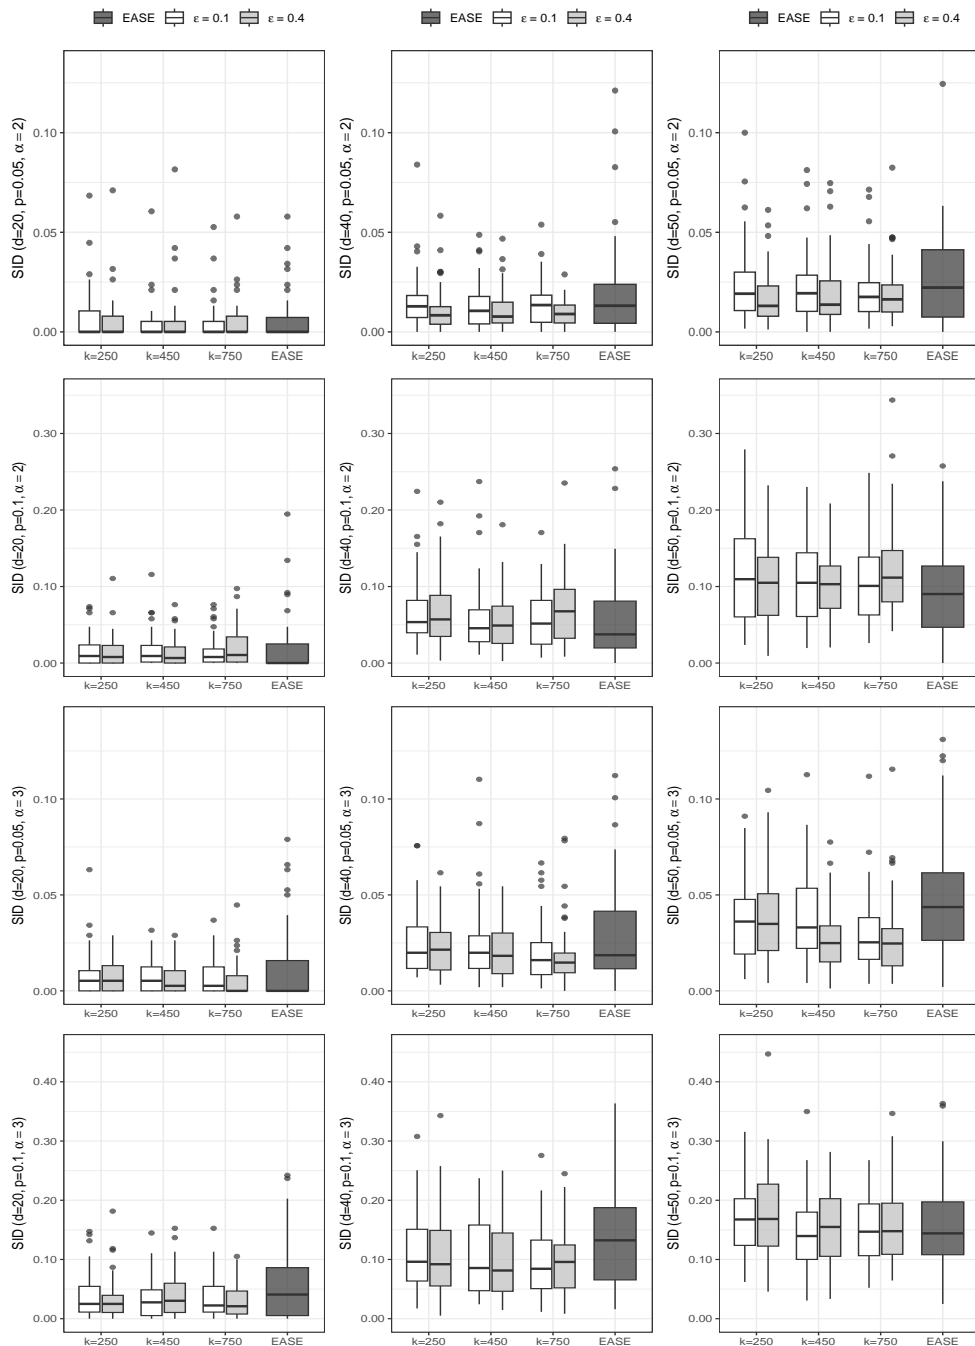 EASE ε = 0.1 ε = 0.4
EASE ε = 0.1 ε = 0.4
EASE ε = 0.1 ε = 0.4
SID (d=20, p=0.05, α = 2)
0.10
0.05
0.00
k=250 k=450 k=750 EASE
SID (d=40, p=0.05, α = 2)
0.10
0.05
0.00
k=250 k=450 k=750 EASE
SID (d=50, p=0.05, α = 2)
0.10
0.05
0.00
k=250 k=450 k=750 EASE
SID (d=20, p=0.1, α = 2)
0.30
0.20
0.10
0.00
k=250 k=450 k=750 EASE
SID (d=40, p=0.1, α = 2)
0.30
0.20
0.10
0.00
k=250 k=450 k=750 EASE
SID (d=50, p=0.1, α = 2)
0.30
0.20
0.10
0.00
k=250 k=450 k=750 EASE
SID (d=20, p=0.05, α = 3)
0.10
0.05
0.00
k=250 k=450 k=750 EASE
SID (d=40, p=0.05, α = 3)
0.10
0.05
0.00
k=250 k=450 k=750 EASE
SID (d=50, p=0.05, α = 3)
0.10
0.05
0.00
k=250 k=450 k=750 EASE
SID (d=20, p=0.1, α = 3)
0.40
0.30
0.20
0.10
0.00
k=250 k=450 k=750 EASE
SID (d=40, p=0.1, α = 3)
0.40
0.30
0.20
0.10
0.00
k=250 k=450 k=750 EASE
SID (d=50, p=0.1, α = 3)
0.40
0.30
0.20
0.10
0.00
k=250 k=450 k=750 EASE